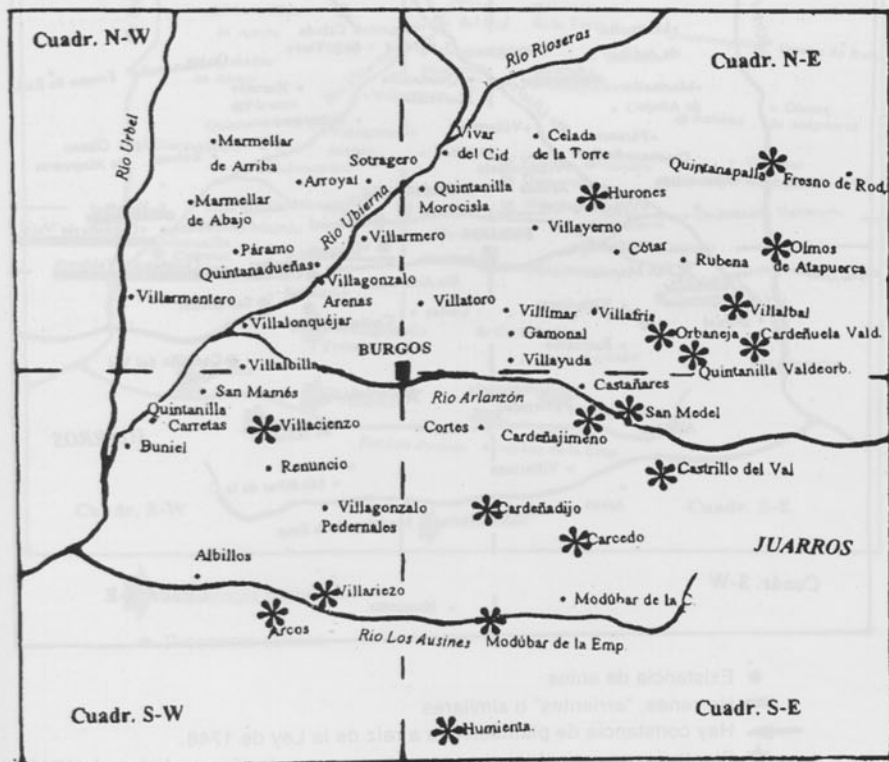 Cuadr. N-W
Cuadr. N-E
Río Rioseras
Río Urbel
Marmellar
de Arriba
Sotragero
Vivar
del Cid
Celada
de la Torre
Quintanapalla
Fresno de Rod.
Arroyal
Quintanilla
Morocisla
Hurones
Marmellar
de Abajo
Río Ubierna
Villarmero
Villayerno
Páramo
Cótar
Rubena
Olmos
de Atapuerca
Quintanadueñas
Villagonzalo
Arenas
Villarmentero
Villatoro
Villímar
Villafría
Villalbal
Villalonquéjar
Gamonal
Orbaneja
Cardeñuela Vald.
BURGOS
Villayuda
Quintanilla Valdeorb.
Villalbilla
San Mamés
Rio Arlanzón
Castañares
Quintanilla
Carretas
Villacienzo
Cortes
Cardeñajimeno
San Medel
Buniel
Renuncio
Castrillo del Val
Villagonzalo
Pedernales
Cardeñadijo
Carcedo
JUARROS
Albillos
Villariezo
Modúbar de la C.
Arcos
Rio Los Ausines
Modúbar de la Emp.
Cuadr. S-W
Cuadr. S-E
Humienta